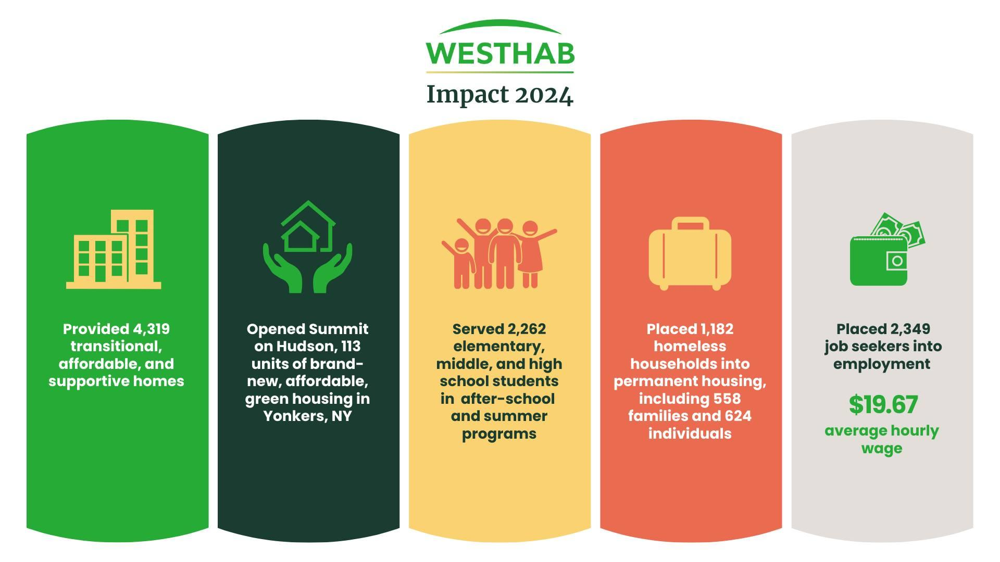 WESTHAB
Impact 2024
Provided 4,319
transitional,
affordable, and
supportive homes
Opened Summit
on Hudson, 113
units of brand-
new, affordable,
green housing in
Yonkers, NY
Served 2,262
elementary,
middle, and high
school students
in  after-school
and summer
programs
Placed 1,182
homeless
households into
permanent housing,
including 558
families and 624
individuals
Placed 2,349
job seekers into
employment
$19.67
average hourly
wage